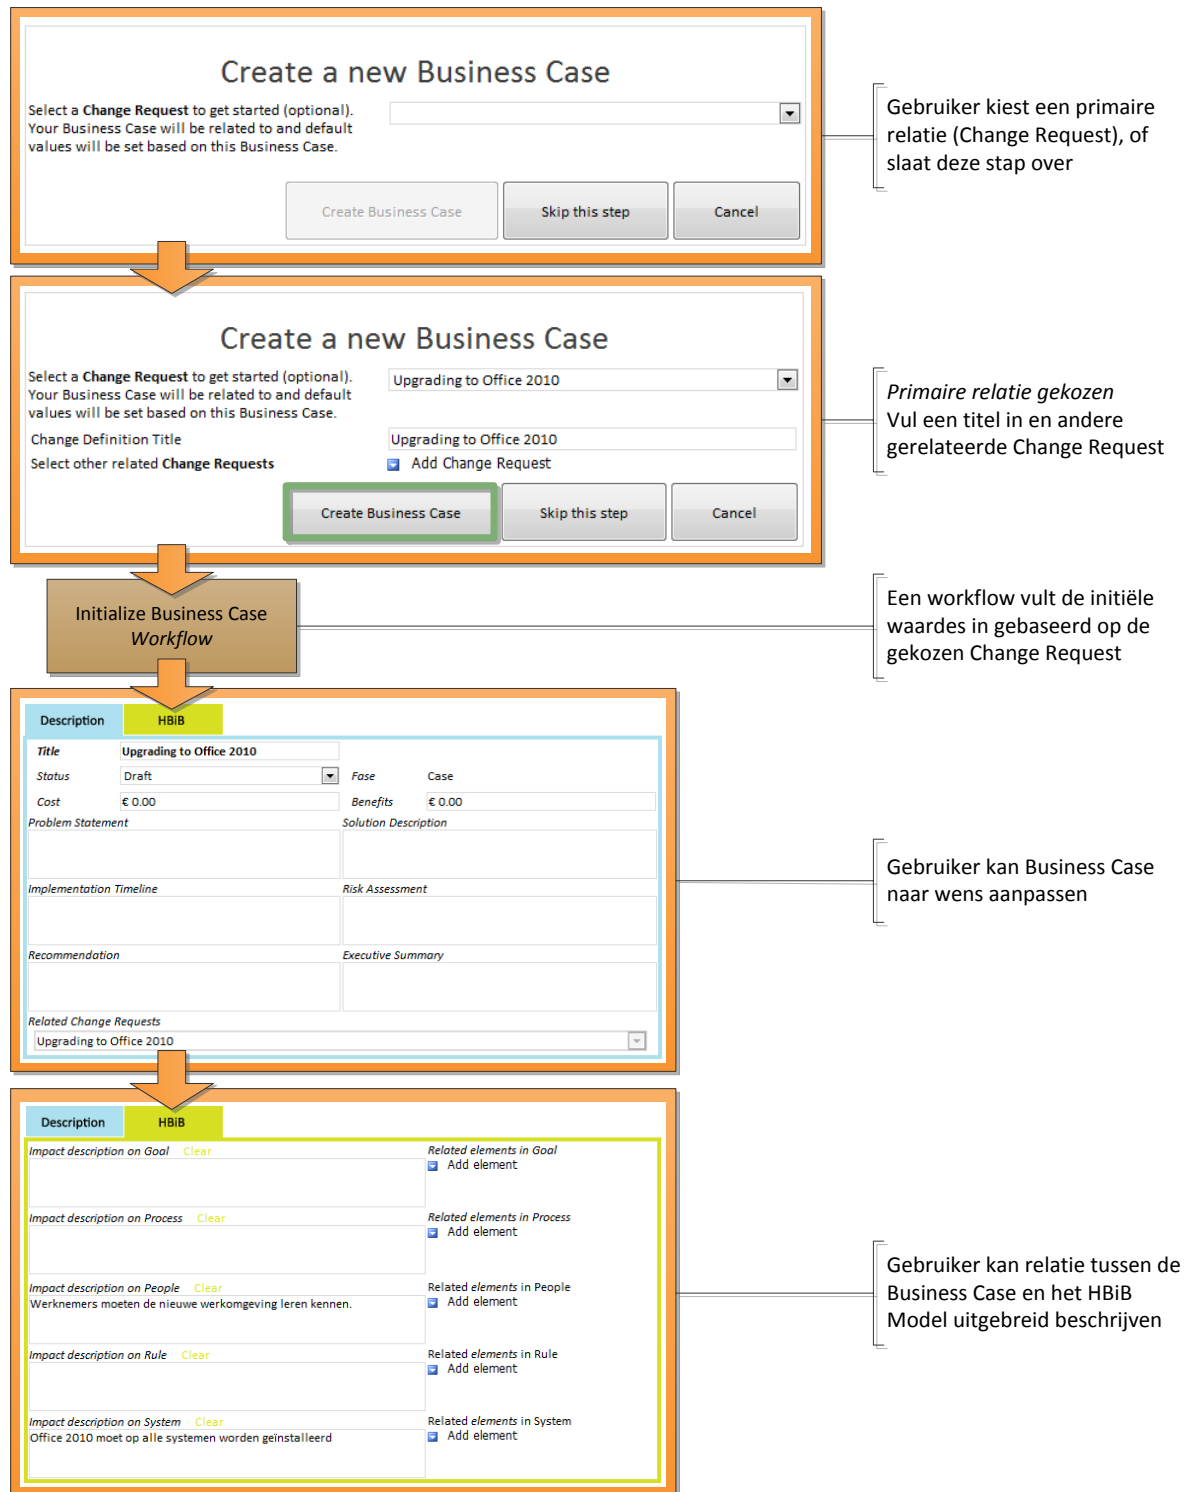 Create a new Business Case
Select a Change Request to get started (optional).
Your Business Case will be related to and default
values will be set based on this Business Case.
Create Business Case
Skip this step
Cancel
Gebruiker kiest een primaire
relatie (Change Request), of
slaat deze stap over
Create a new Business Case
Select a Change Request to get started (optional).
Your Business Case will be related to and default
values will be set based on this Business Case.
Upgrading to Office 2010
Change Definition Title
Upgrading to Office 2010
Select other related Change Requests
Add Change Request
Create Business Case
Skip this step
Cancel
Primaire relatie gekozen
Vul een titel in en andere
gerelateerde Change Request
Initialize Business Case
Workflow
Een workflow vult de initiële
waardes in gebaseerd op de
gekozen Change Request
Description
HBiB
Title
Upgrading to Office 2010
Status
Draft
Fase
Case
Cost
€ 0.00
Benefits
€ 0.00
Problem Statement
Solution Description
Implementation Timeline
Risk Assessment
Recommendation
Executive Summary
Related Change Requests
Upgrading to Office 2010
Gebruiker kan Business Case
naar wens aanpassen
Description
HBiB
Impact description on Goal Clear
Related elements in Goal
Add element
Impact description on Process Clear
Related elements in Process
Add element
Impact description on People Clear
Related elements in People
Werknemers moeten de nieuwe werkomgeving leren kennen.
Add element
Impact description on Rule Clear
Related elements in Rule
Add element
Impact description on System Clear
Related elements in System
Office 2010 moet op alle systemen worden geïnstalleerd
Add element
Gebruiker kan relatie tussen de
Business Case en het HBiB
Model uitgebreid beschrijven